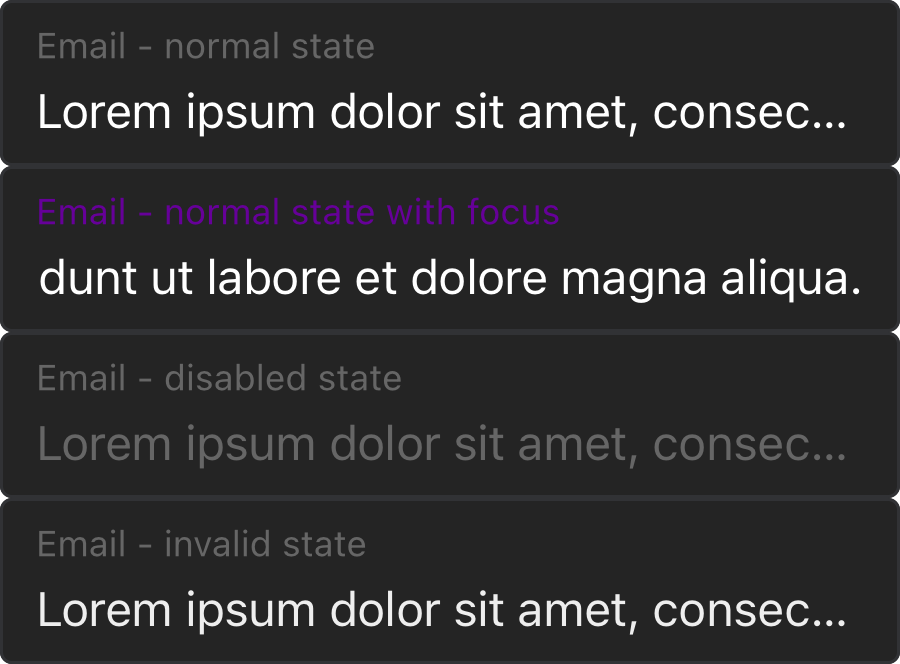 Email - normal state
Lorem ipsum dolor sit amet, consec...
Email - normal state with focus
dunt ut labore et dolore magna aliqua.
Email - disabled state
Lorem ipsum dolor sit amet, consec...
Email - invalid state
Lorem ipsum dolor sit amet, consec...